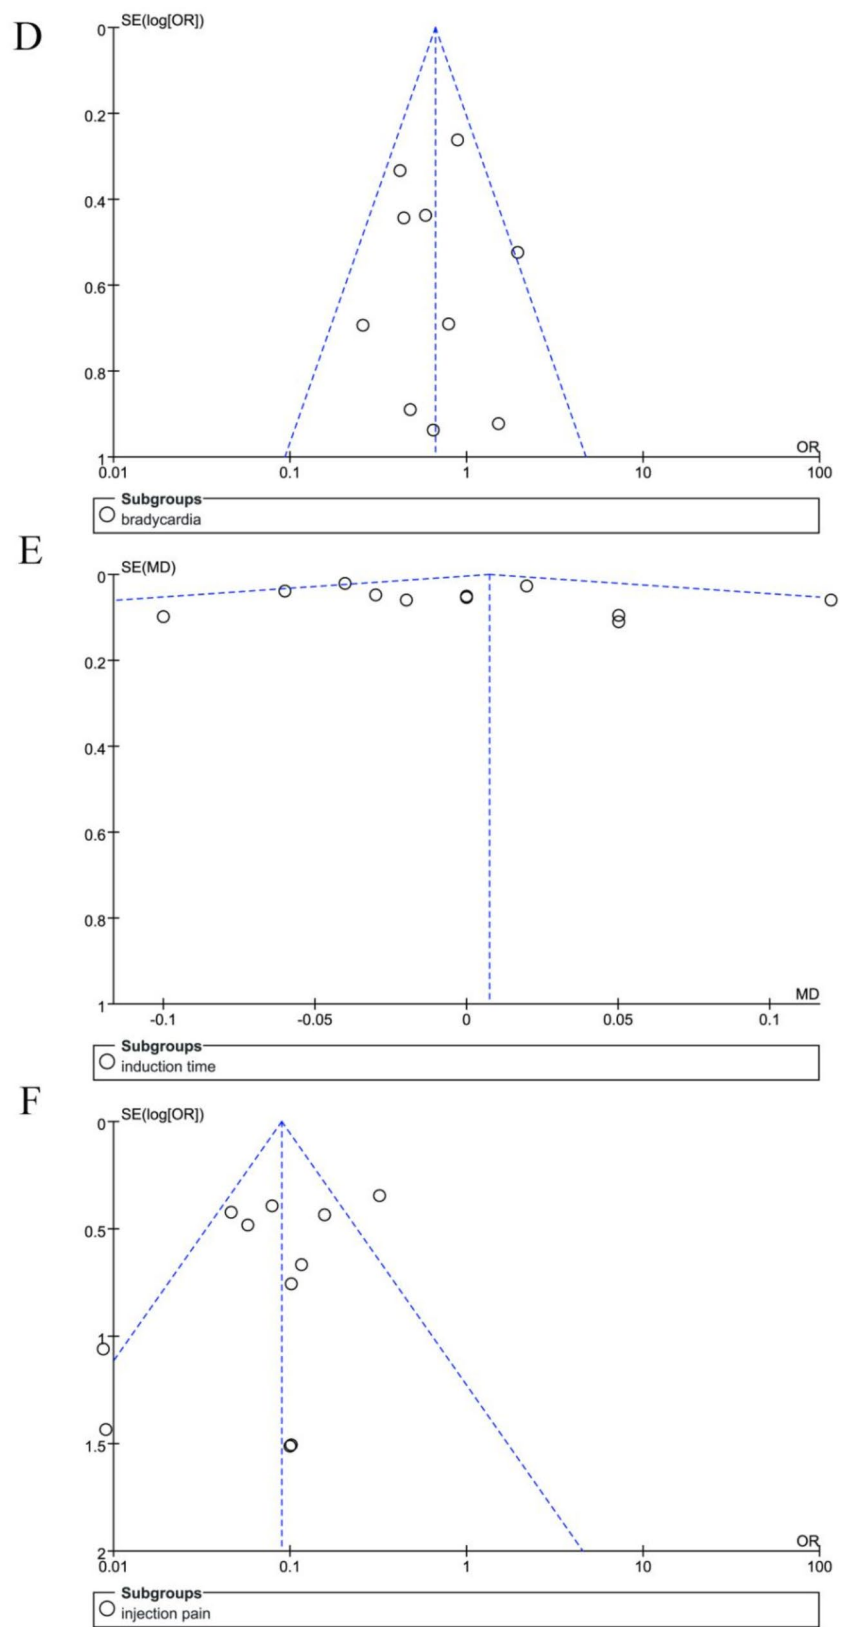 D
SE(log[OR])
0
0.2
0.4
0.6
0.8
1
OR
0.01 0.1 1 10 100
Subgroups
bradycardia
E
SE(MD)
0
0.2
0.4
0.6
0.8
1
MD
-0.1 -0.05 0 0.05 0.1
Subgroups
induction time
F
SE(log[OR])
0
0.5
1
1.5
2
OR
0.01 0.1 1 10 100
Subgroups
injection pain